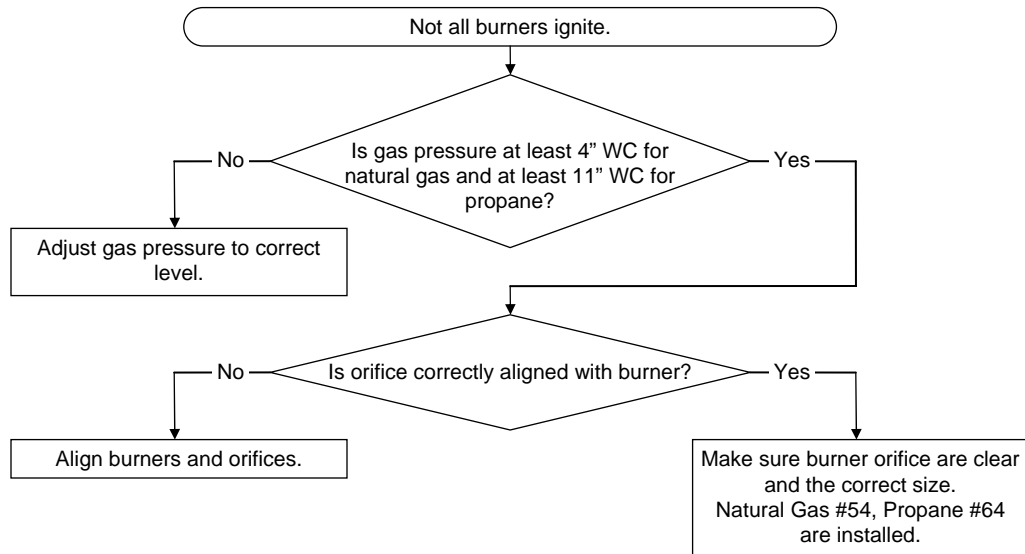 Not all burners ignite.
Is gas pressure at least 4” WC for
natural gas and at least 11” WC for
propane?
No
Yes
Adjust gas pressure to correct
level.
Is orifice correctly aligned with burner?
No
Yes
Align burners and orifices.
Make sure burner orifice are clear
and the correct size.
Natural Gas #54, Propane #64
are installed.